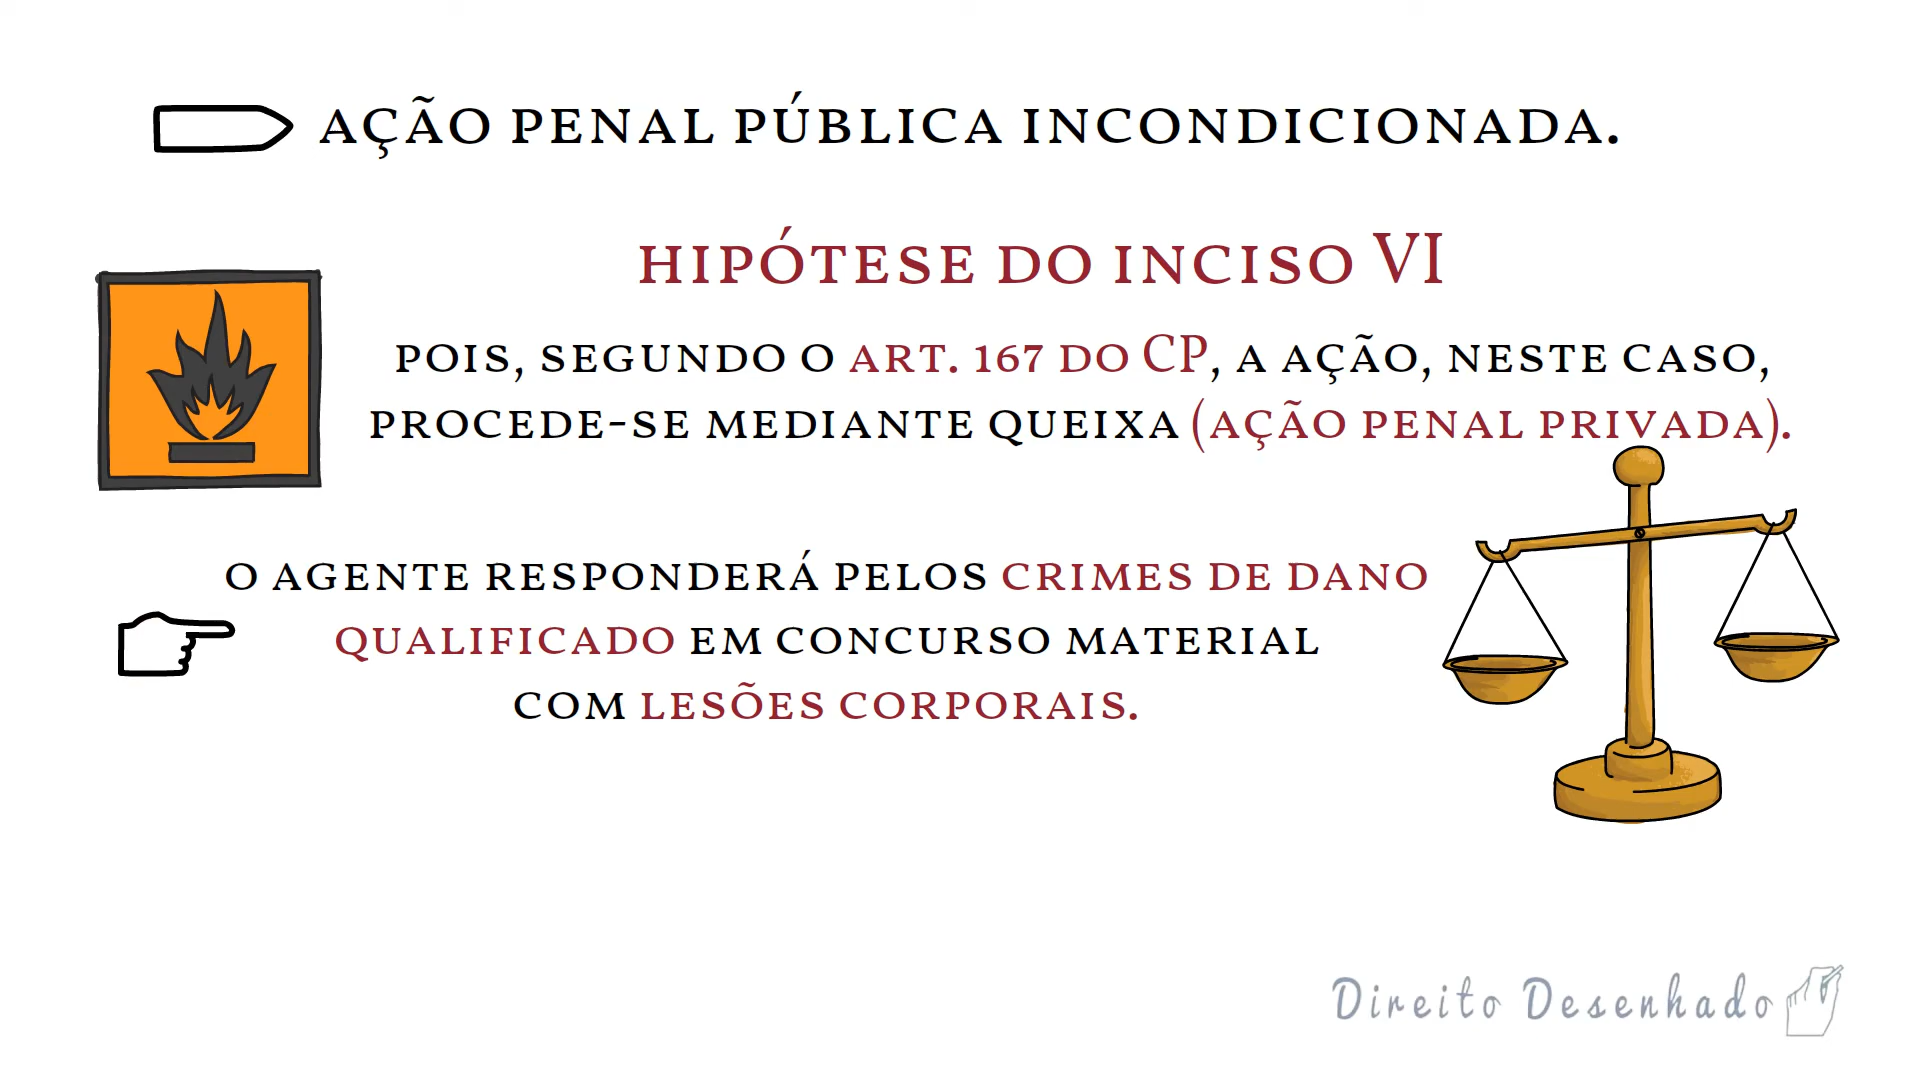 AÇÃO PENAL PÚBLICA INCONDICIONADA.
HIPÓTESE DO INCISO VI
POIS, SEGUNDO O ART. 167 DO CP, A AÇÃO, NESTE CASO,
PROCEDE-SE MEDIANTE QUEIXA (AÇÃO PENAL PRIVADA).
O AGENTE RESPONDERÁ PELOS CRIMES DE DANO
QUALIFICADO EM CONCURSO MATERIAL
COM LESÕES CORPORAIS.
Direito Desenhado